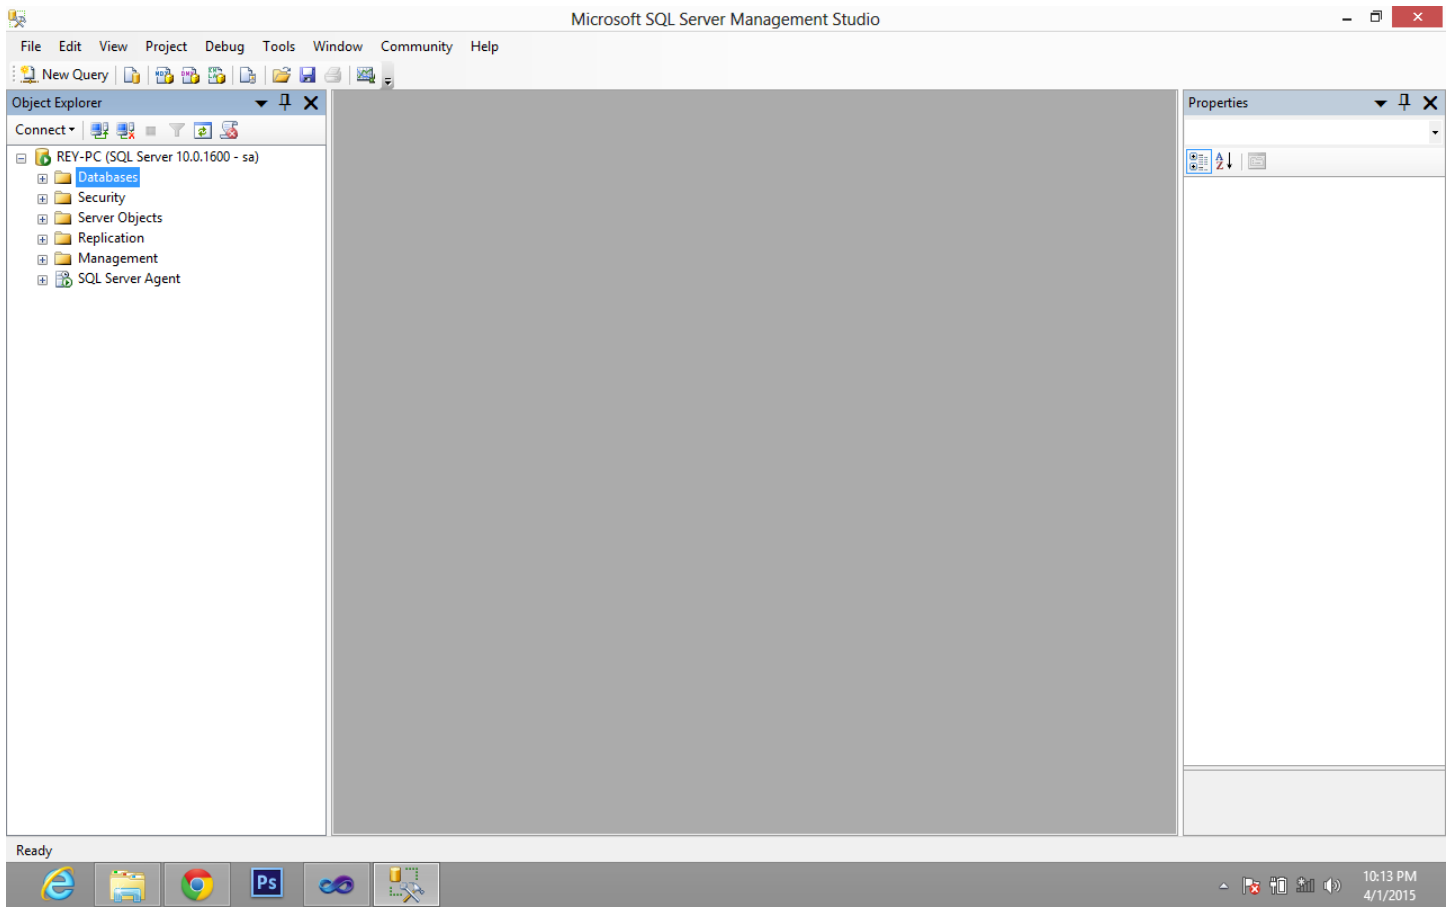 Microsoft SQL Server Management Studio
File Edit View Project Debug Tools Window Community Help
New Query
Object Explorer
Connect
REY-PC (SQL Server 10.0.1600 - sa)
Databases
Security
Server Objects
Replication
Management
SQL Server Agent
Properties
Ready
Ps
10:13 PM
4/1/2015